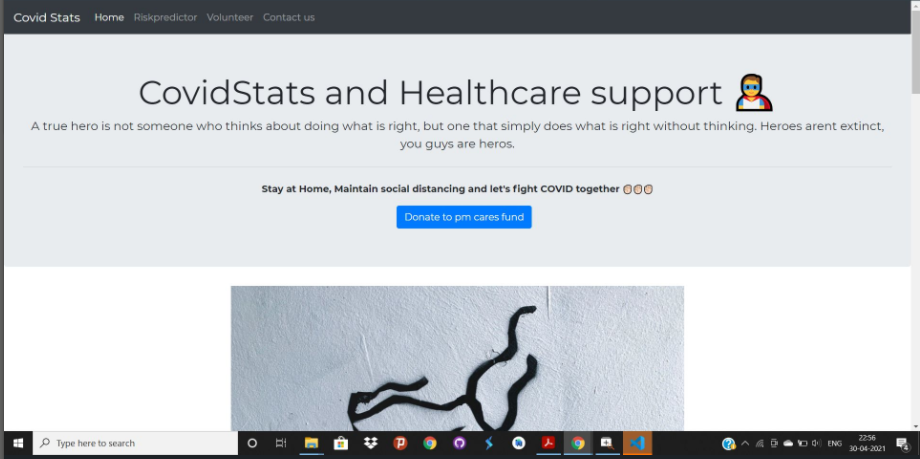 Covid Stats Home Riskpredictor Volunteer Contact us
CovidStats and Healthcare support
A true hero is not someone who thinks about doing what is right, but one that simply does what is right without thinking. Heroes arent extinct,
you guys are heros.
Stay at Home, Maintain social distancing and let's fight COVID together
Donate to pm cares fund
Type here to search
ENG
22:56
30-04-2021
4